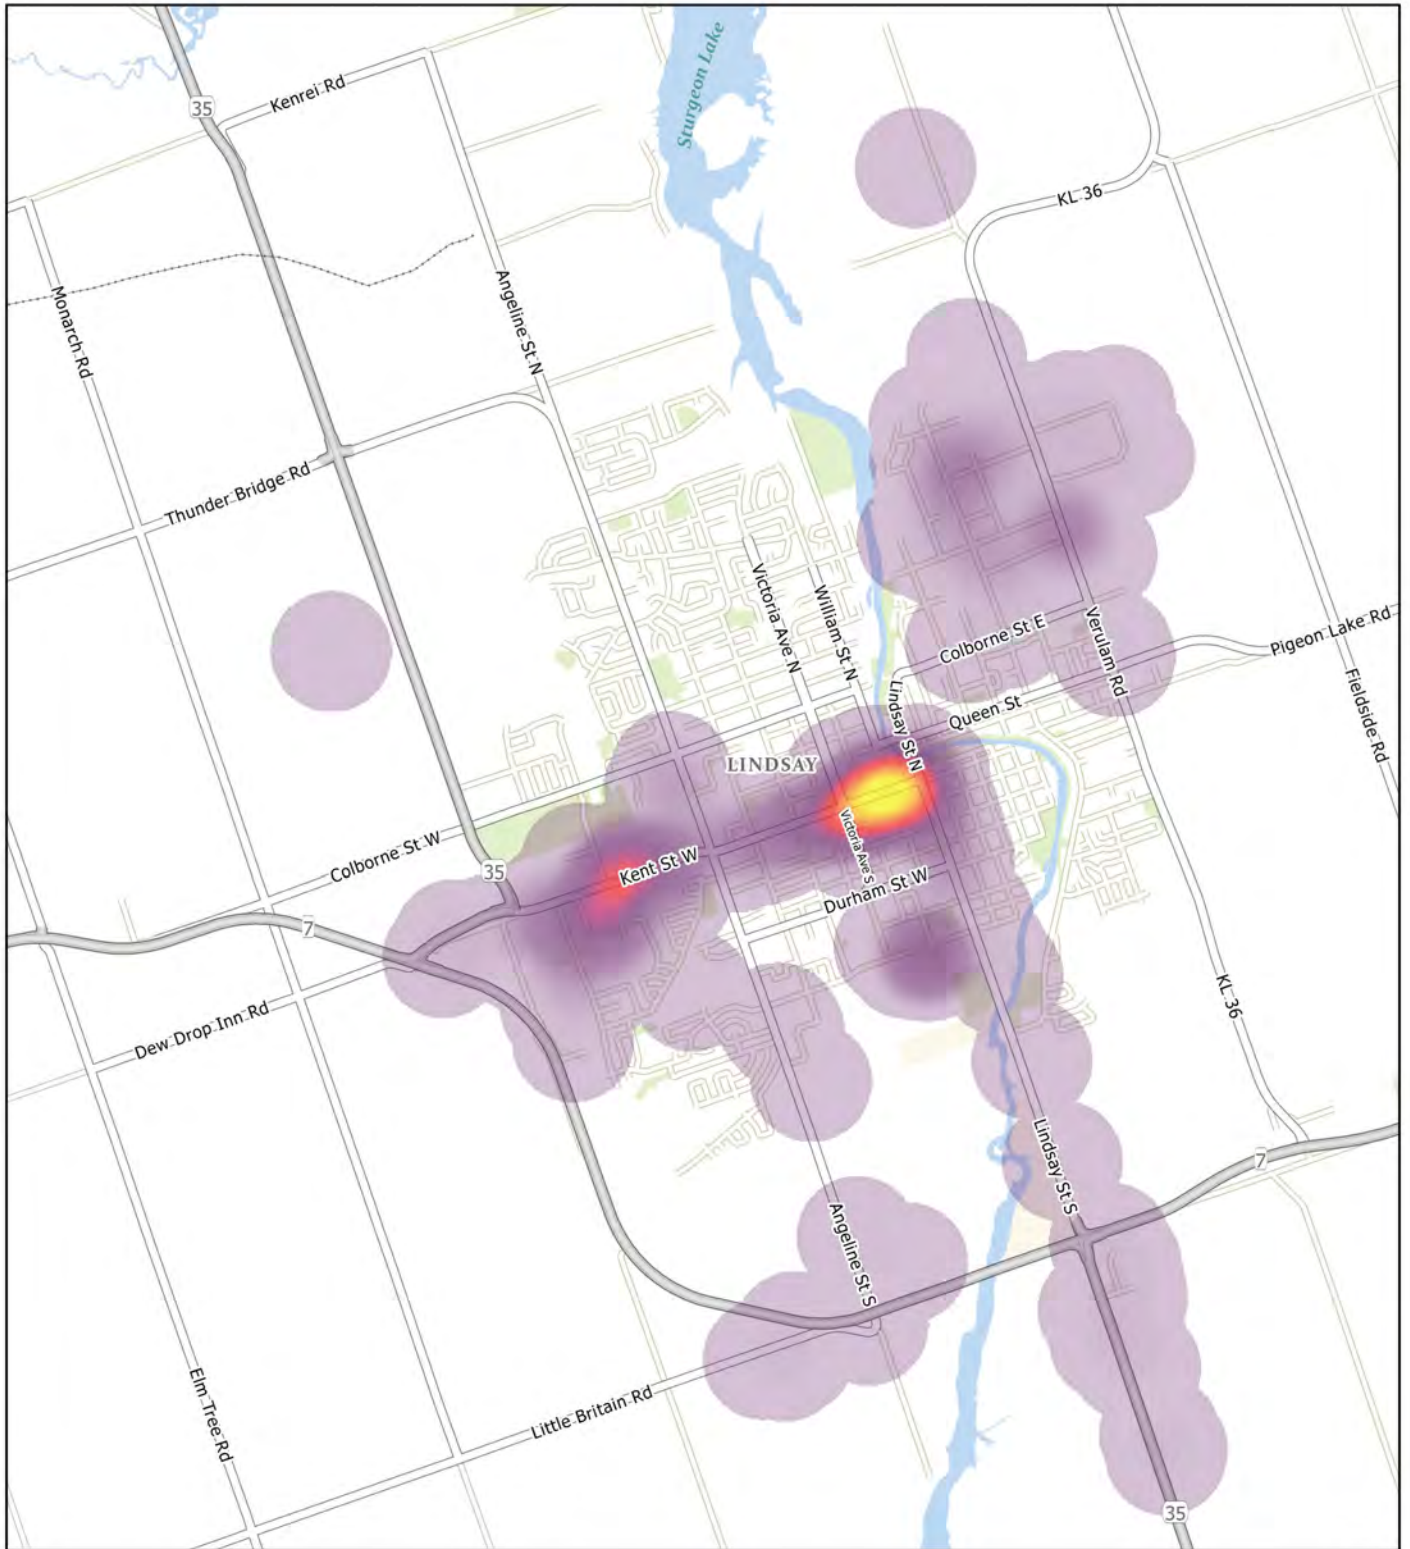 Sturgeon Lake
Kenrei Rd
35
KL 36
Monarch Rd
Angeline St N
Thunder Bridge Rd
Victoria Ave N
William St N
Colborne St E
Verulam Rd
Pigeon Lake Rd
Fieldside Rd
Lindsay St N
Queen St
LINDSAY
Colborne St W
35
Kent St W
Victoria Ave S
Durham St W
7
Dew Drop Inn Rd
KL 36
Lindsay St S
7
Angeline St S
Elm Tree Rd
Little Britain Rd
35